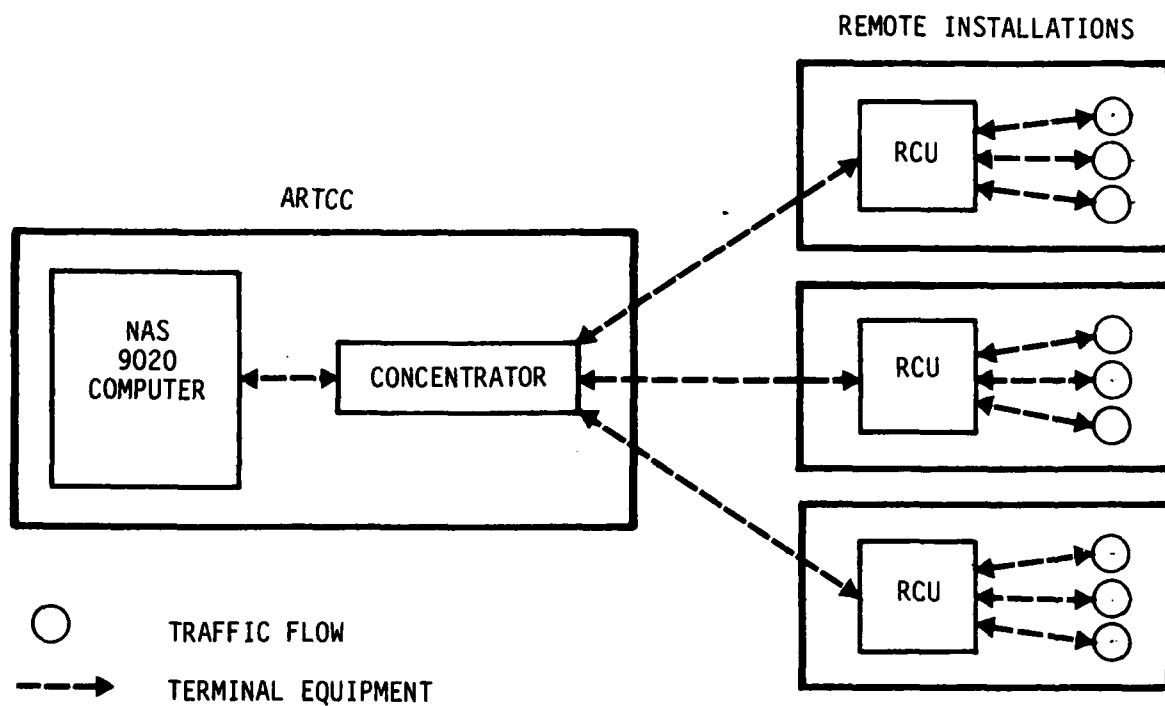 REMOTE INSTALLATIONS
ARTCC
NAS
9020
COMPUTER
CONCENTRATOR
RCU
RCU
RCU
TRAFFIC FLOW
TERMINAL EQUIPMENT